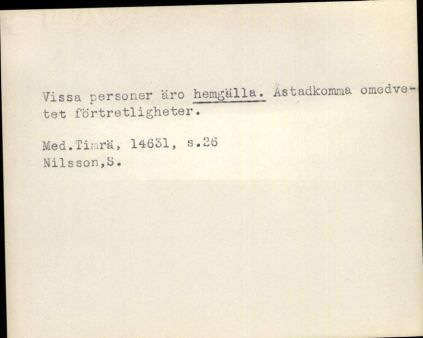 Vissa personer äro hemgälla. Åstadkomma omedve-
tet förtretligheter.
Med.Timrå, 14631, s.26
Nilsson,S.